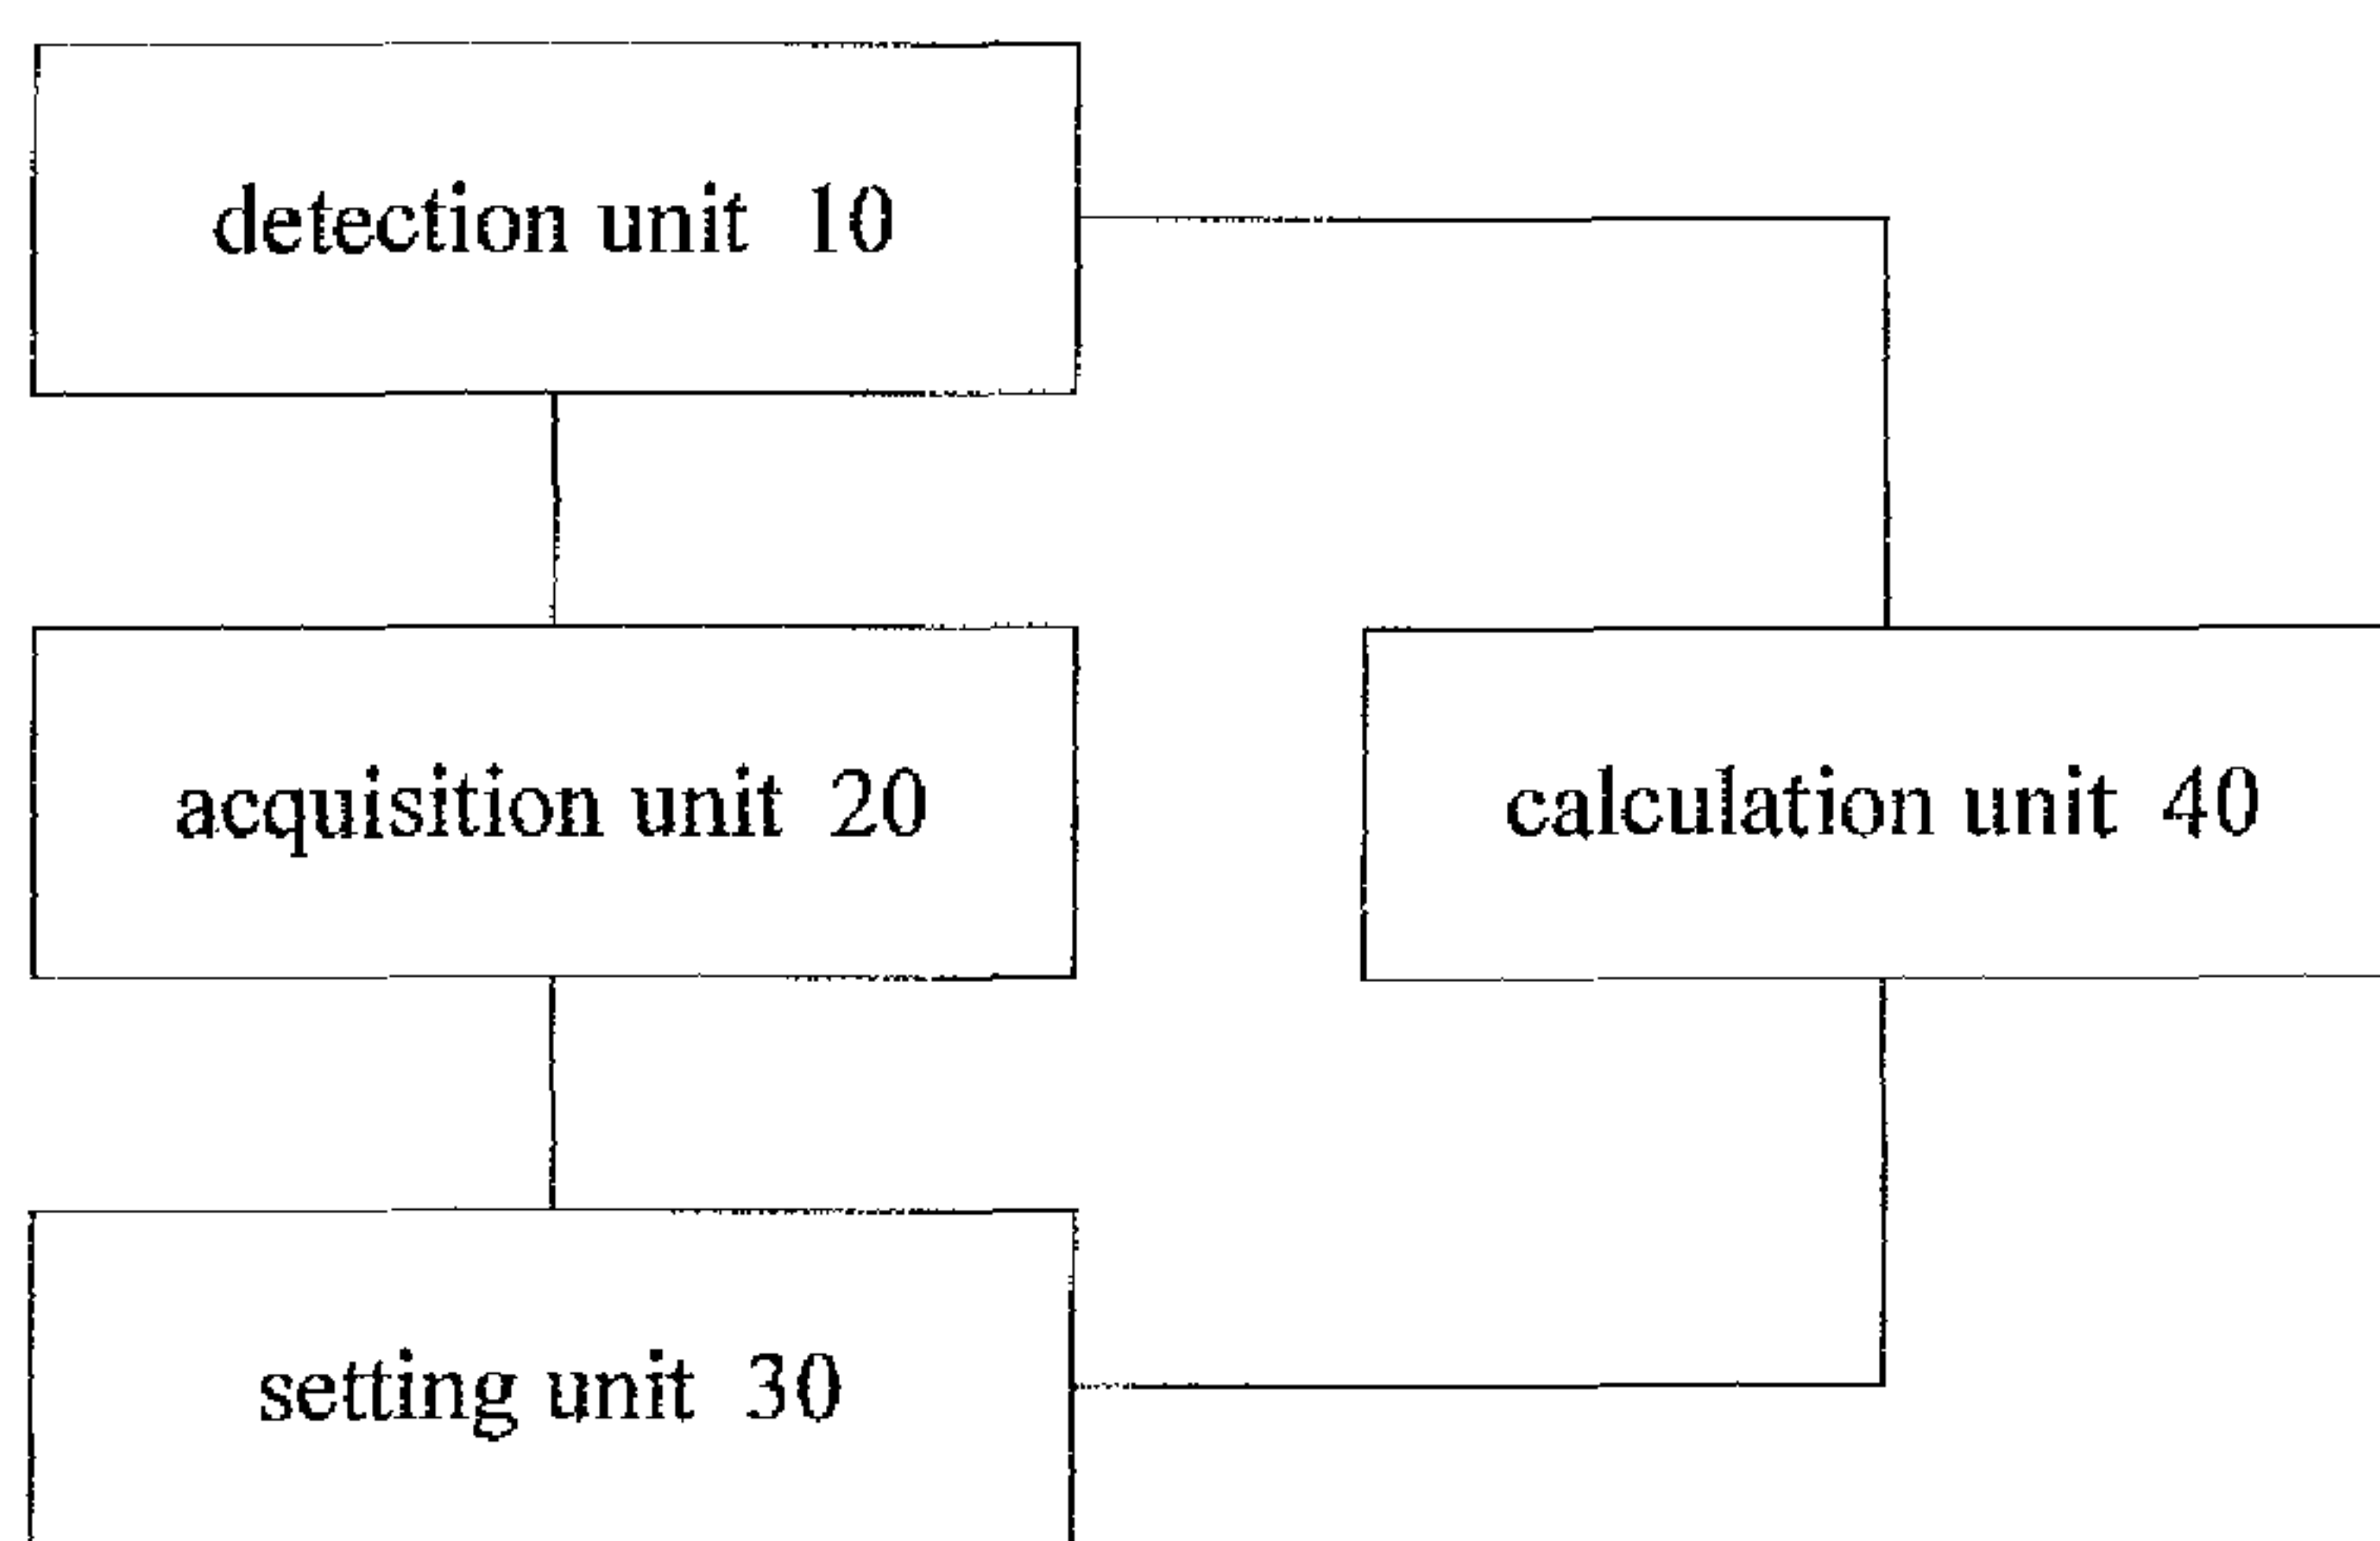 detection unit 10
acquisition unit 20
calculation unit 40
setting unit 30